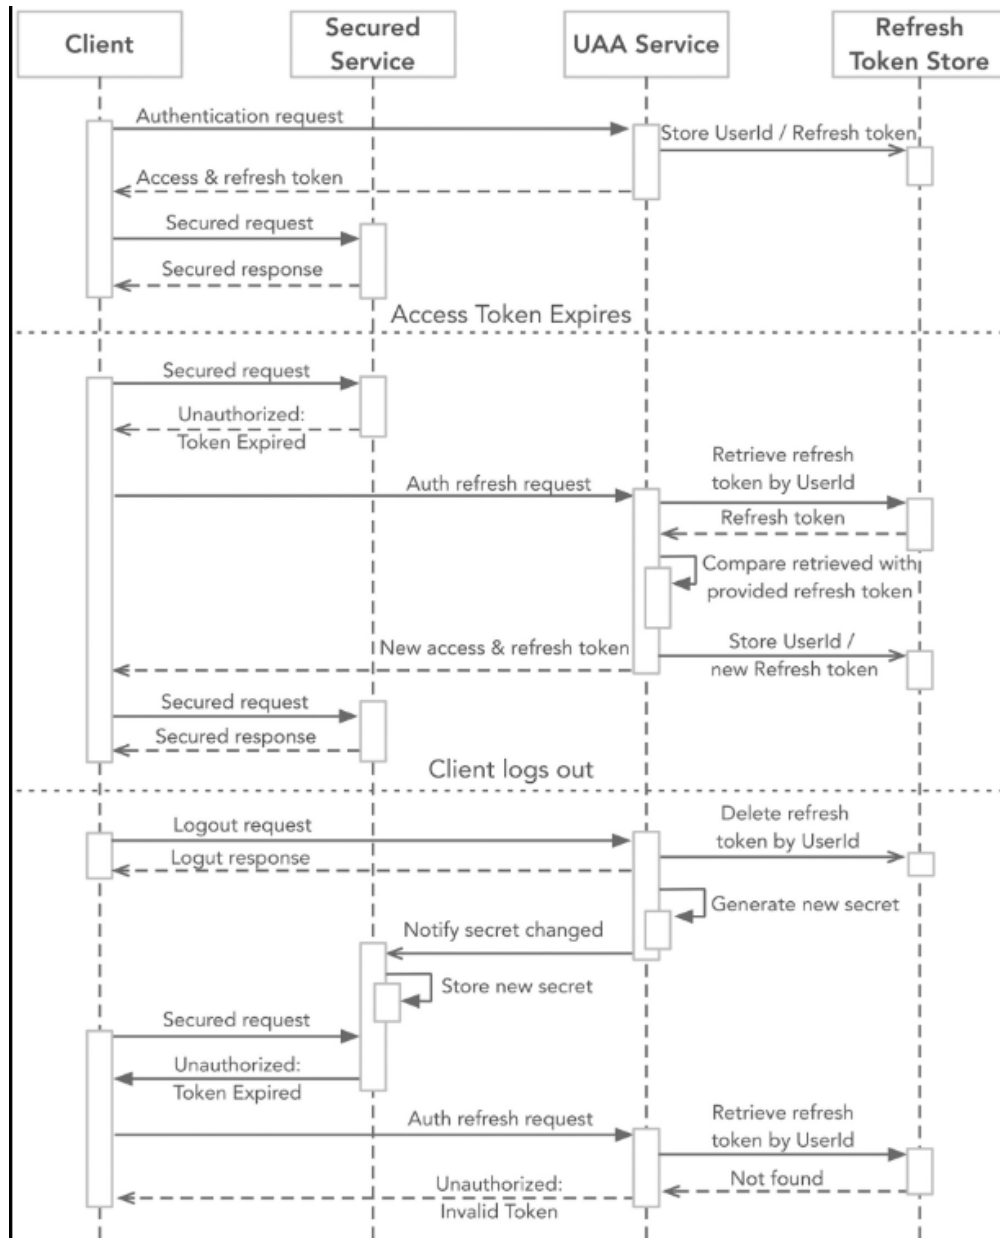 Client
Secured
Service
UAA Service
Refresh
Token Store
Authentication request
Store UserId / Refresh token
Access & refresh token
Secured request
Secured response
Access Token Expires
Secured request
Unauthorized:
Token Expired
Retrieve refresh
token by UserId
Auth refresh request
Refresh token
Compare retrieved with
provided refresh token
New access & refresh token
Store UserId /
new Refresh token
Secured request
Secured response
Client logs out
Delete refresh
token by UserId
Logout request
Logut response
Generate new secret
Notify secret changed
Store new secret
Secured request
Unauthorized:
Token Expired
Auth refresh request
Retrieve refresh
token by UserId
Not found
Unauthorized:
Invalid Token